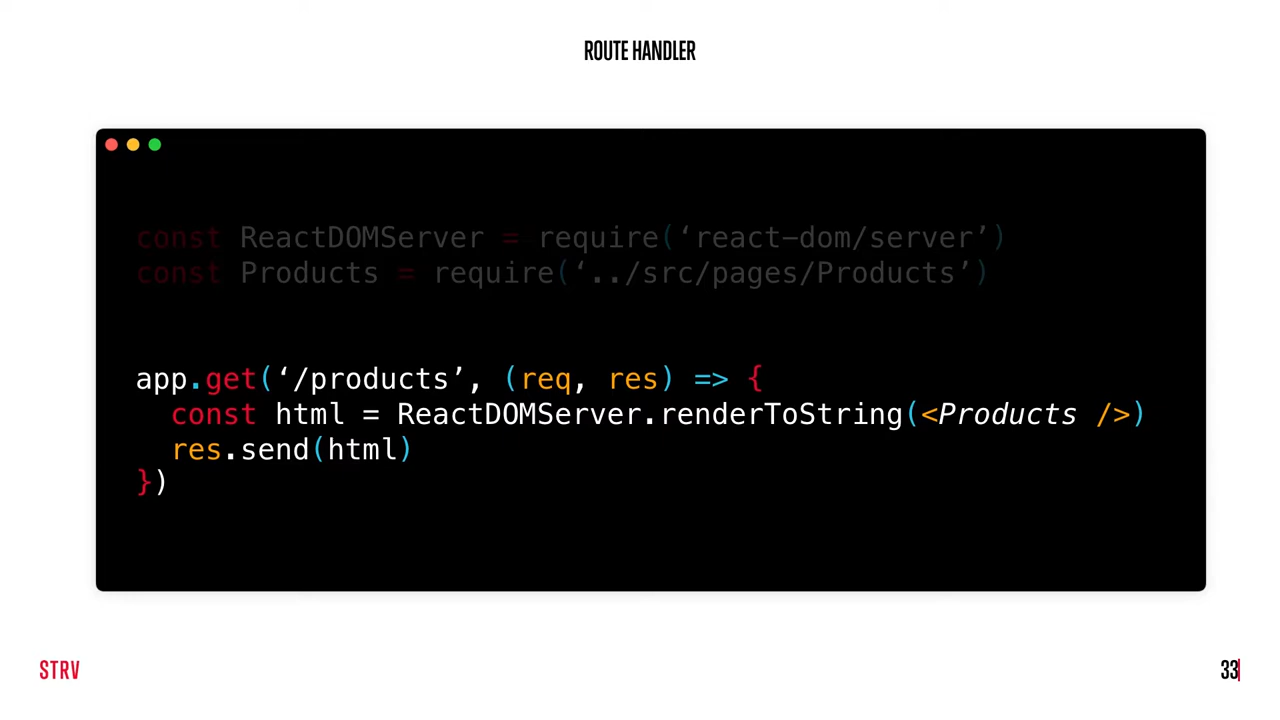 ROUTE HANDLER
const ReactDOMServer = require(‘react-dom/server’)
const Products = require(‘../src/pages/Products’)
app.get(‘/products’, (req, res) => {
  const html = ReactDOMServer.renderToString(<Products />)
  res.send(html)
})
STRV
33